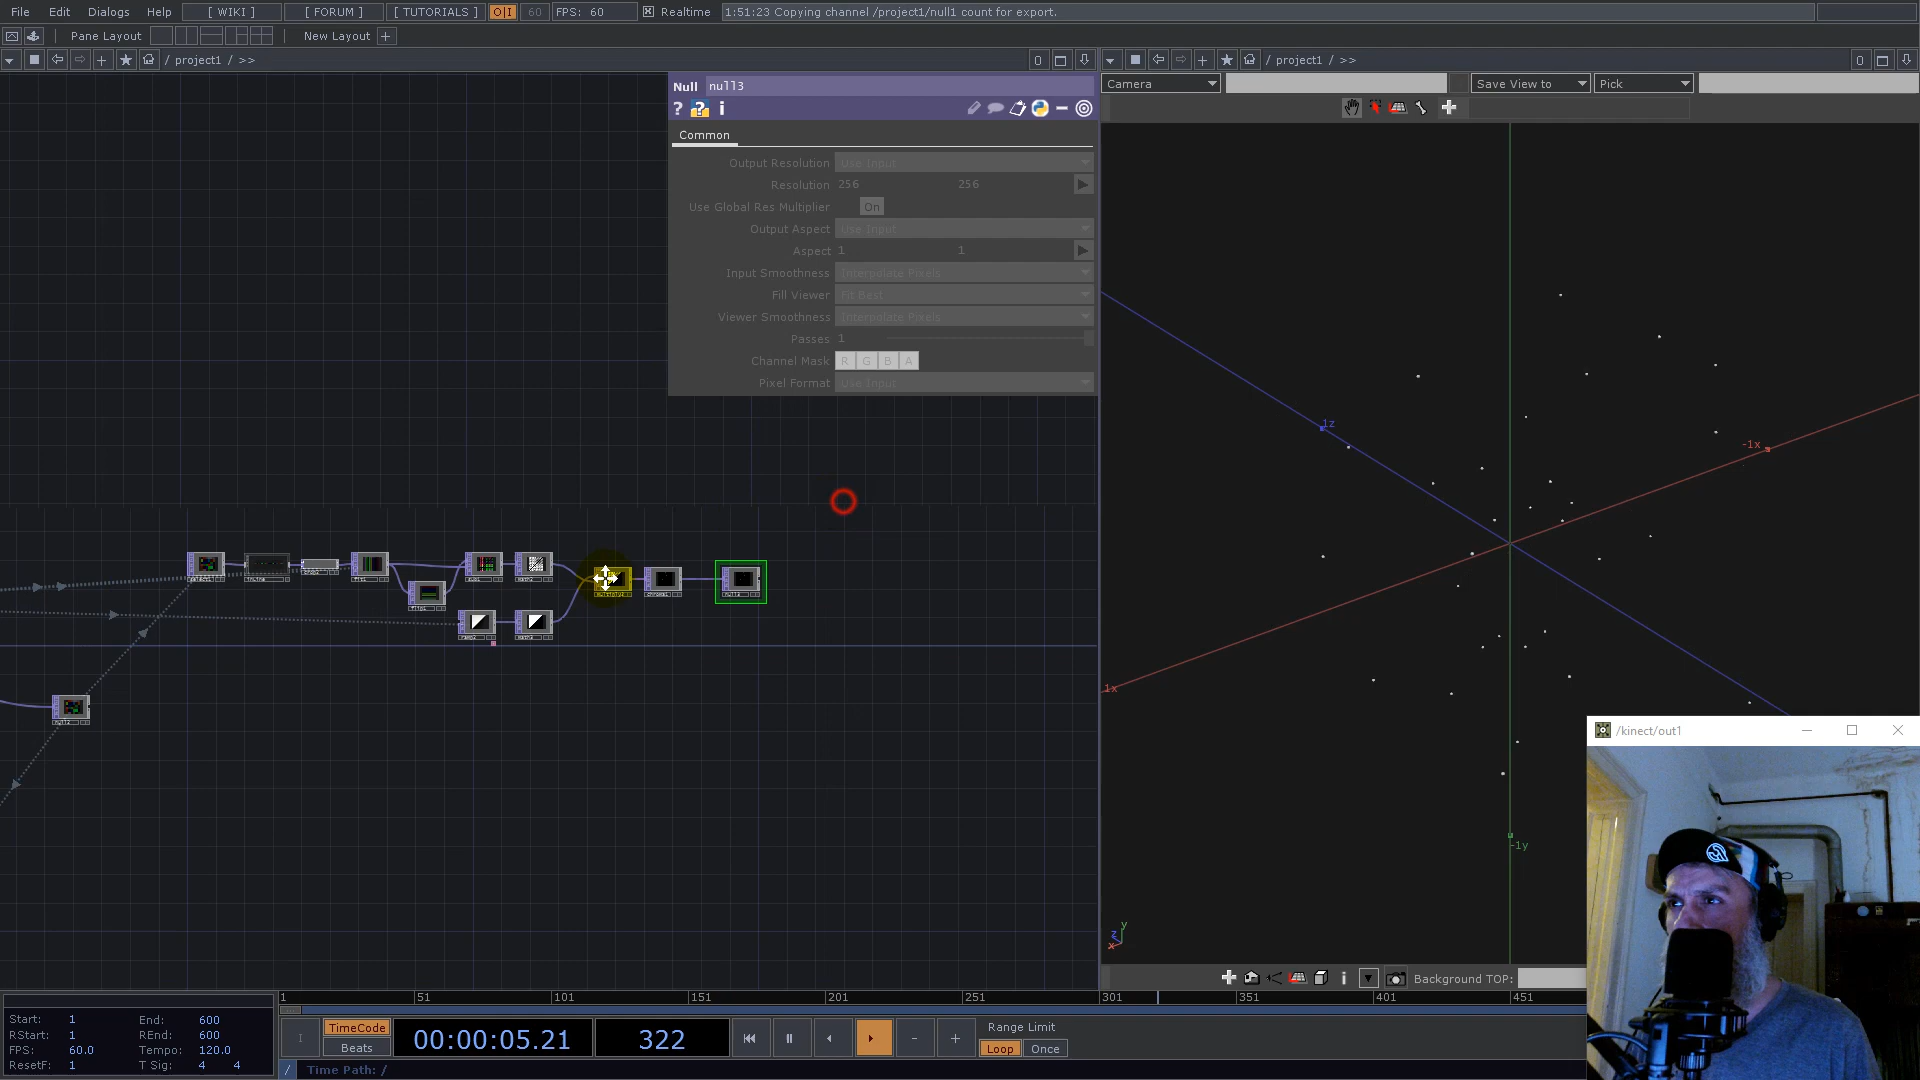 File Edit Dialogs Help [ WIKI ] [ FORUM ] [ TUTORIALS ] O|I 60 FPS: 60 Realtime 1:51:23 Copying channel /project1/null1 count for export.
Pane Layout New Layout +
/ project1 / >> 0 / project1 / >> 0
Null null3
Camera Save View to Pick
? ? i
Common
Output Resolution Use Input
Resolution 256 256
Use Global Res Multiplier On
Output Aspect Use Input
Aspect 1 1
Input Smoothness Interpolate Pixels
Fill Viewer Fit Best
Viewer Smoothness Interpolate Pixels
Passes 1
Channel Mask R G B A
Pixel Format Use Input
1z
-1x
1x
-1y
y
z
x
/kinect/out1
i Background TOP:
1 51 101 151 201 251 301 351 401 451
Start: 1 End: 600
RStart: 1 REnd: 600
FPS: 60.0 Tempo: 120.0
ResetF: 1 T Sig: 4 4
I TimeCode Beats 00:00:05.21 322 - + Range Limit
Loop Once
/ Time Path: /